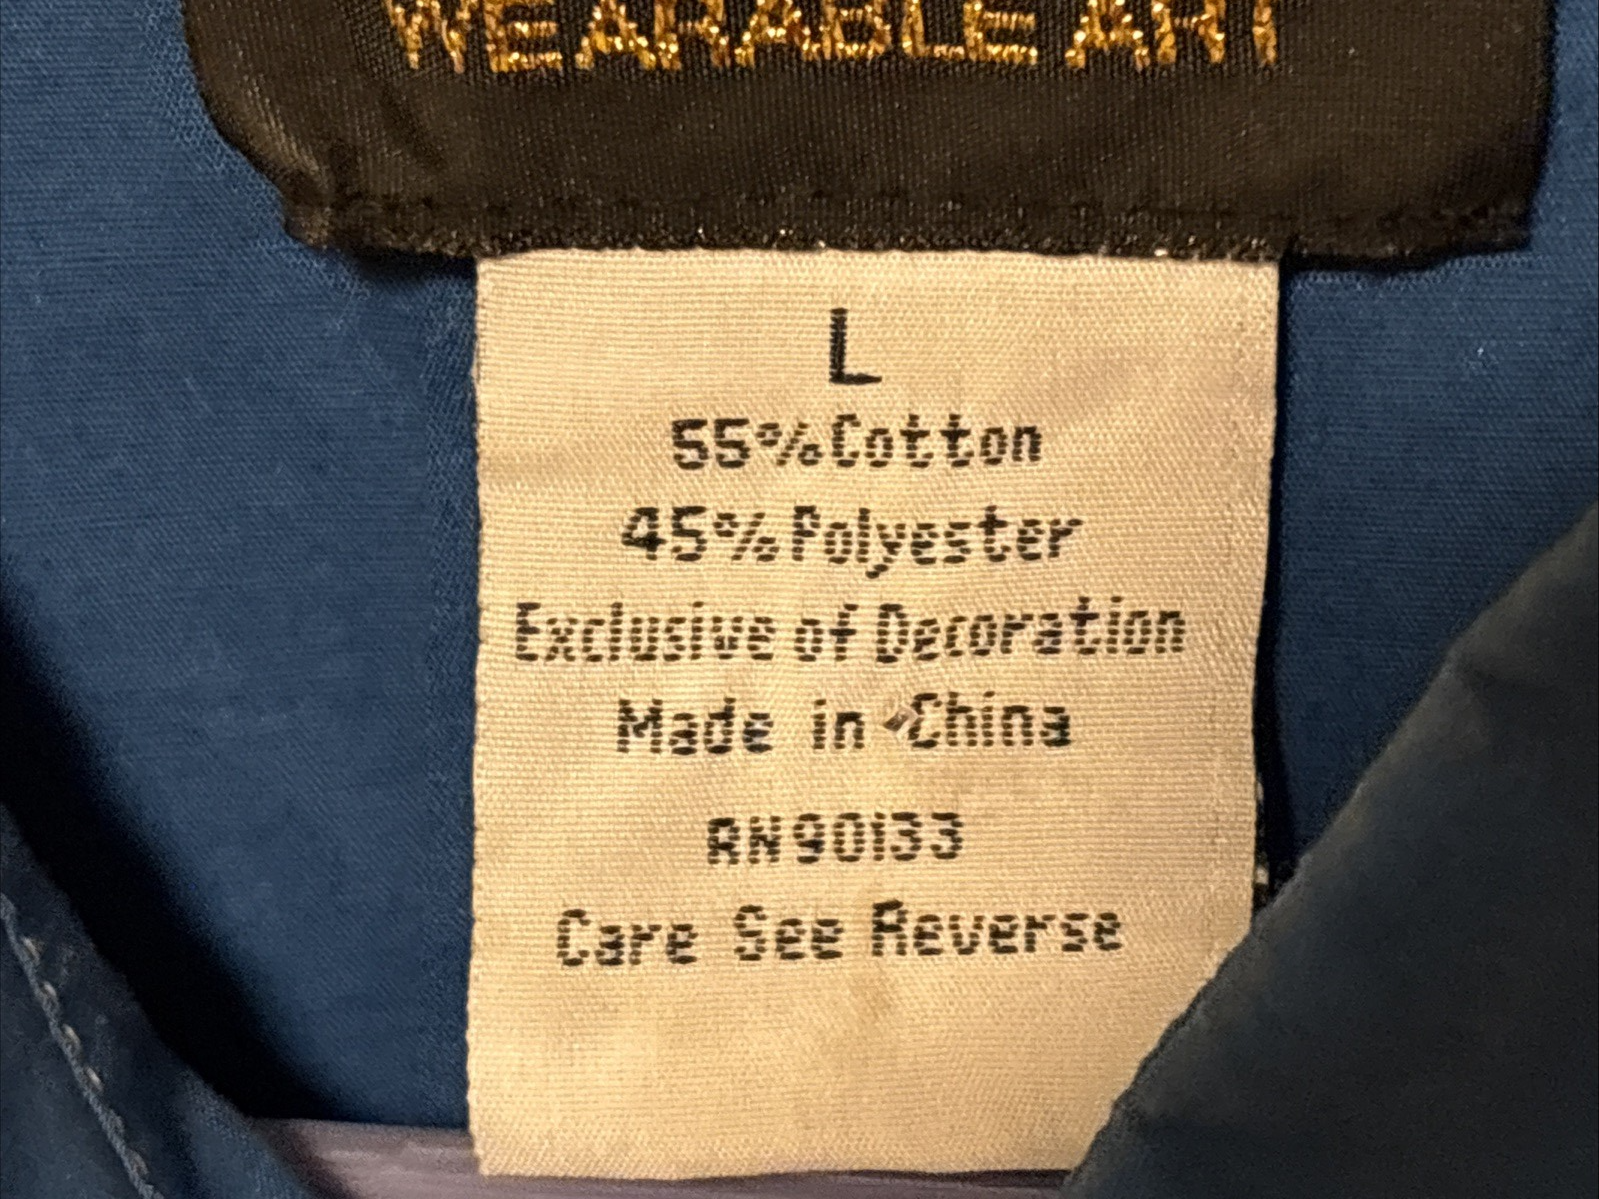 WEARABLE ART
L
55%Cotton
45%Polyester
Exclusive of Decoration
Made in China
RN90133
Care See Reverse